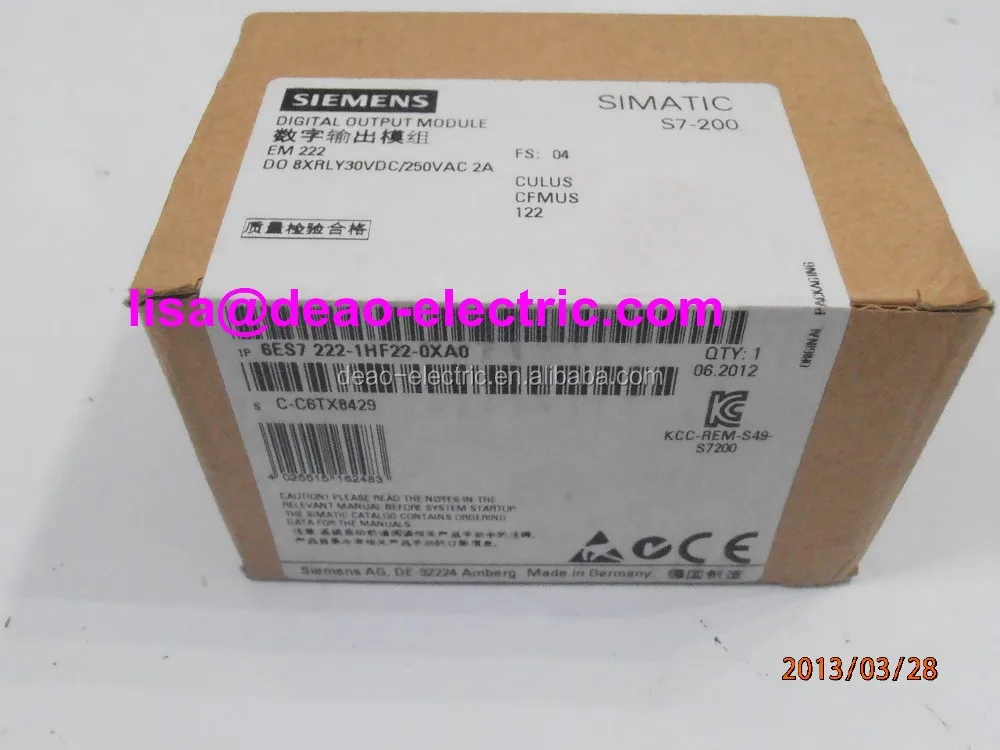 SIEMENS
SIMATIC
S7-200
DIGITAL OUTPUT MODULE
数字输出模组
EM 222
DO 8XRLY30VDC/250VAC 2A
FS: 04
CULUS
CFMUS
122
质量检验合格
ORIGINAL PACKAGING
lisa@deao-electric.com
1P 6ES7 222-1HF22-0XA0
QTY: 1
06.2012
deao-electric.en.alibaba.com
S C-C6TX8429
KCC-REM-S49-
S7200
4 025515 162483
CAUTION! PLEASE READ THE NOTES IN THE
RELEVANT MANUAL BEFORE SYSTEM STARTUP.
THE SIMATIC CATALOG CONTAINS ORDERING
DATA FOR THE MANUALS.
CE
Siemens AG, DE-92224 Amberg Made in Germany 德国制造
2013/03/28